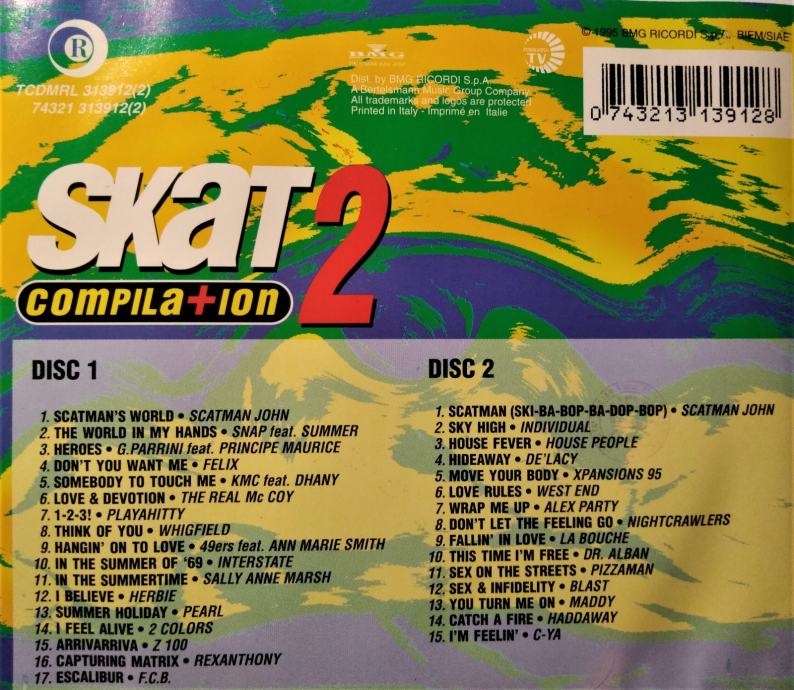 R
TCDMRL 313912(2)
74321 313912(2)
BMG
Dist. by BMG RICORDI S.p.A.
A Bertelsmann Music Group Company
All trademarks and logos are protected
Printed in Italy - Imprimé en Italie
TV
©1995 BMG RICORDI S.p.A. BIEM/SIAE
0 743213 139128
SKAT 2
COMPILA+ION
DISC 1
1. SCATMAN'S WORLD • SCATMAN JOHN
2. THE WORLD IN MY HANDS • SNAP feat. SUMMER
3. HEROES • G.PARRINI feat. PRINCIPE MAURICE
4. DON'T YOU WANT ME • FELIX
5. SOMEBODY TO TOUCH ME • KMC feat. DHANY
6. LOVE & DEVOTION • THE REAL Mc COY
7. 1-2-3! • PLAYAHITTY
8. THINK OF YOU • WHIGFIELD
9. HANGIN' ON TO LOVE • 49ers feat. ANN MARIE SMITH
10. IN THE SUMMER OF '69 • INTERSTATE
11. IN THE SUMMERTIME • SALLY ANNE MARSH
12. I BELIEVE • HERBIE
13. SUMMER HOLIDAY • PEARL
14. I FEEL ALIVE • 2 COLORS
15. ARRIVARRIVA • Z 100
16. CAPTURING MATRIX • REXANTHONY
17. ESCALIBUR • F.C.B.
DISC 2
1. SCATMAN (SKI-BA-BOP-BA-DOP-BOP) • SCATMAN JOHN
2. SKY HIGH • INDIVIDUAL
3. HOUSE FEVER • HOUSE PEOPLE
4. HIDEAWAY • DE'LACY
5. MOVE YOUR BODY • XPANSIONS 95
6. LOVE RULES • WEST END
7. WRAP ME UP • ALEX PARTY
8. DON'T LET THE FEELING GO • NIGHTCRAWLERS
9. FALLIN' IN LOVE • LA BOUCHE
10. THIS TIME I'M FREE • DR. ALBAN
11. SEX ON THE STREETS • PIZZAMAN
12. SEX & INFIDELITY • BLAST
13. YOU TURN ME ON • MADDY
14. CATCH A FIRE • HADDAWAY
15. I'M FEELIN' • C-YA